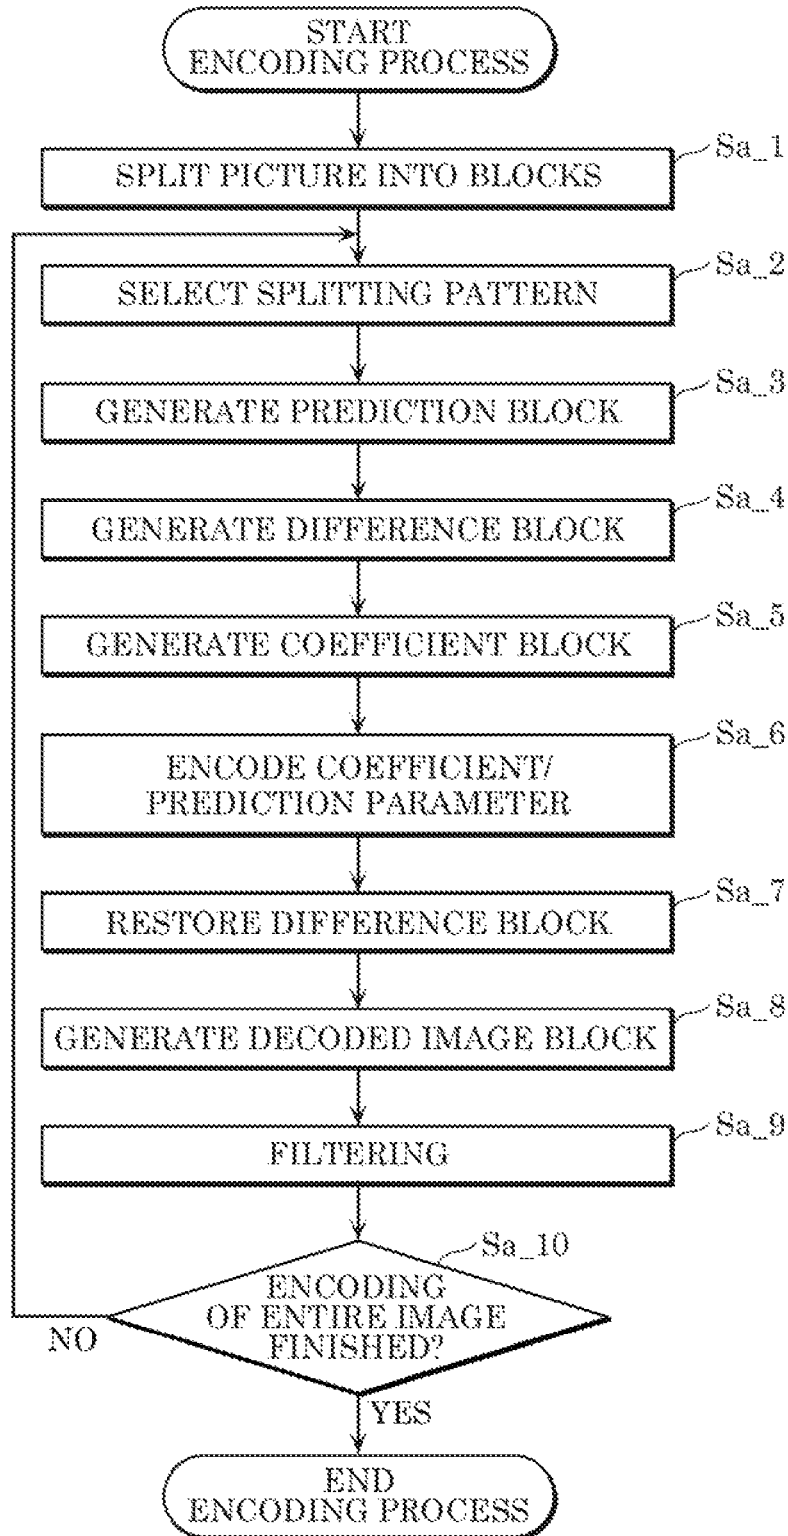 START
ENCODING PROCESS
Sa_1
SPLIT PICTURE INTO BLOCKS
Sa_2
SELECT SPLITTING PATTERN
Sa_3
GENERATE PREDICTION BLOCK
Sa_4
GENERATE DIFFERENCE BLOCK
Sa_5
GENERATE COEFFICIENT BLOCK
Sa_6
ENCODE COEFFICIENT/
PREDICTION PARAMETER
Sa_7
RESTORE DIFFERENCE BLOCK
Sa_8
GENERATE DECODED IMAGE BLOCK
Sa_9
FILTERING
Sa_10
ENCODING
OF ENTIRE IMAGE
FINISHED?
NO
YES
END
ENCODING PROCESS